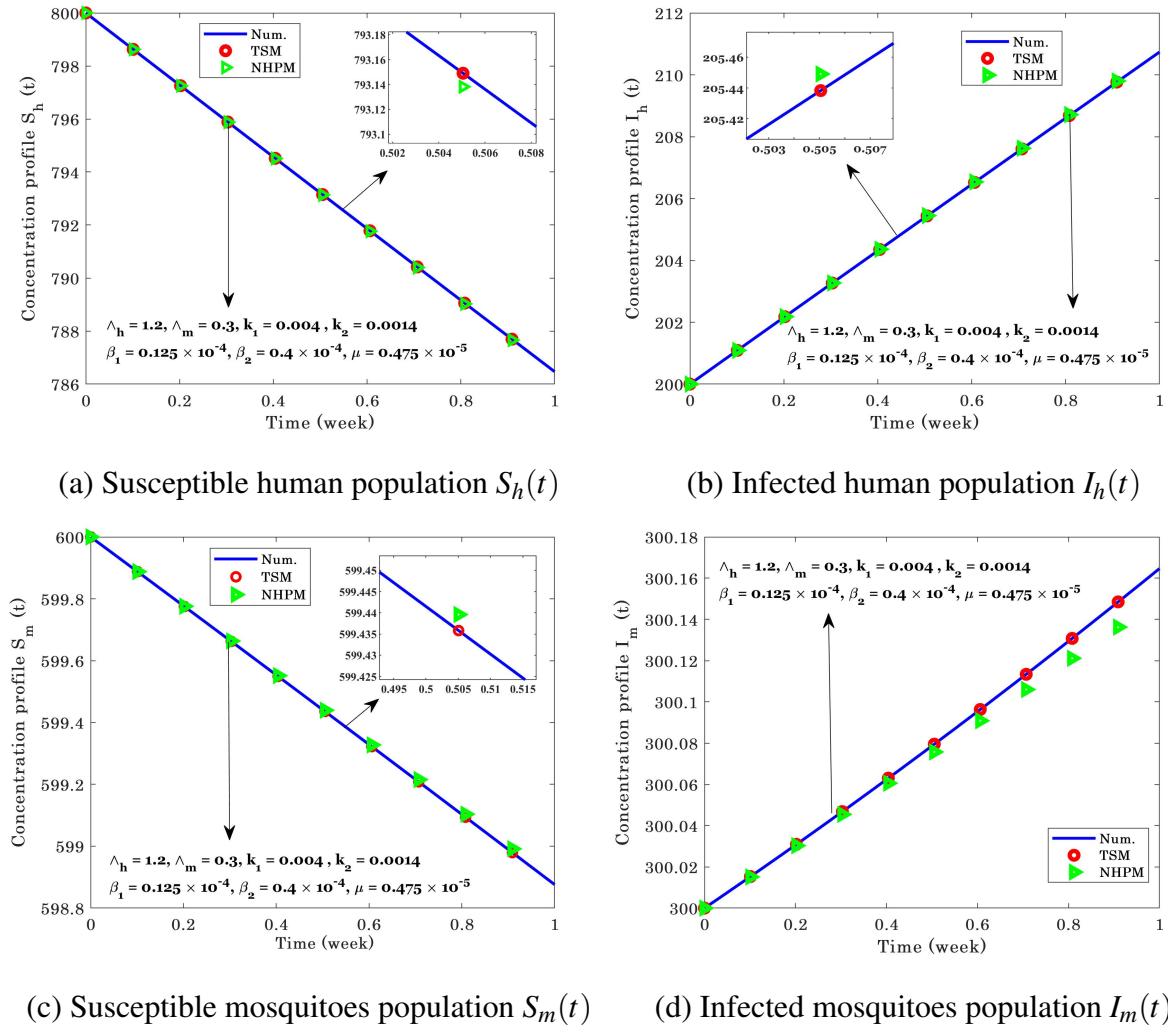 800
798
796
794
792
790
788
786
Concentration profile S_h (t)
Num.
TSM
NHPM
793.18
793.16
793.14
793.12
793.1
0.502
0.504
0.506
0.508
∧_h = 1.2, ∧_m = 0.3, k_1 = 0.004 , k_2 = 0.0014
β_1 = 0.125 × 10^-4, β_2 = 0.4 × 10^-4, μ = 0.475 × 10^-5
0
0.2
0.4
0.6
0.8
1
Time (week)
(a) Susceptible human population S_h(t)
212
210
208
206
204
202
200
Concentration profile I_h (t)
205.46
205.44
205.42
0.503
0.505
0.507
Num.
TSM
NHPM
∧_h = 1.2, ∧_m = 0.3, k_1 = 0.004 , k_2 = 0.0014
β_1 = 0.125 × 10^-4, β_2 = 0.4 × 10^-4, μ = 0.475 × 10^-5
0
0.2
0.4
0.6
0.8
1
Time (week)
(b) Infected human population I_h(t)
600
599.8
599.6
599.4
599.2
599
598.8
Concentration profile S_m (t)
Num.
TSM
NHPM
599.45
599.445
599.44
599.435
599.43
599.425
0.495
0.5
0.505
0.51
0.515
∧_h = 1.2, ∧_m = 0.3, k_1 = 0.004 , k_2 = 0.0014
β_1 = 0.125 × 10^-4, β_2 = 0.4 × 10^-4, μ = 0.475 × 10^-5
0
0.2
0.4
0.6
0.8
1
Time (week)
(c) Susceptible mosquitoes population S_m(t)
300.18
300.16
300.14
300.12
300.1
300.08
300.06
300.04
300.02
300
Concentration profile I_m (t)
∧_h = 1.2, ∧_m = 0.3, k_1 = 0.004 , k_2 = 0.0014
β_1 = 0.125 × 10^-4, β_2 = 0.4 × 10^-4, μ = 0.475 × 10^-5
Num.
TSM
NHPM
0
0.2
0.4
0.6
0.8
1
Time (week)
(d) Infected mosquitoes population I_m(t)